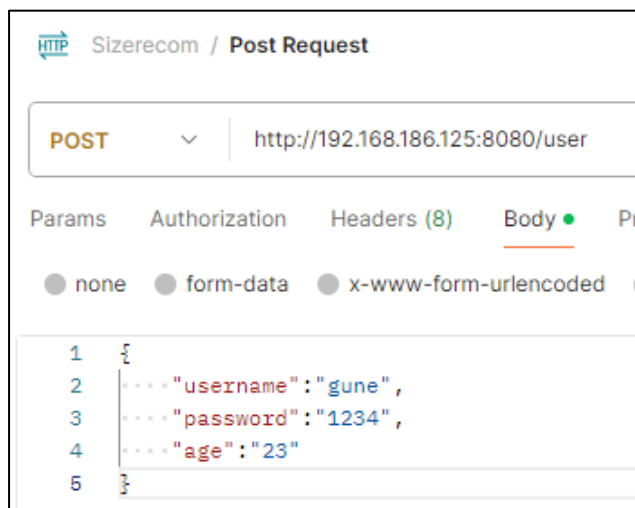 HTTP Sizerecom / Post Request
POST http://192.168.186.125:8080/user
Params Authorization Headers (8) Body
none form-data x-www-form-urlencoded
1 {
2 "username":"gune",
3 "password":"1234",
4 "age":"23"
5 }